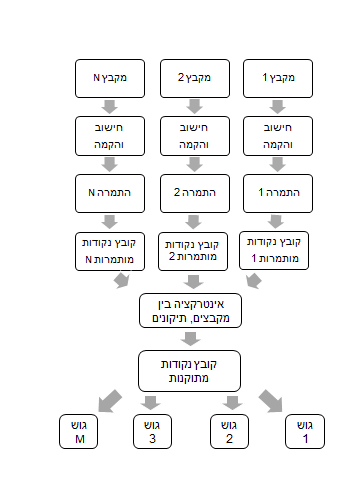 מקבץ 1
מקבץ 2
מקבץ N
חישוב
והקמה
חישוב
והקמה
חישוב
והקמה
התמרה 1
התמרה 2
התמרה N
קובץ נקודות
מותמרות 1
קובץ נקודות
מותמרות 2
קובץ נקודות
מותמרות N
אינטרקציה בין
מקבצים, תיקונים
קובץ נקודות
מתוקנות
גוש
1
גוש
2
גוש
3
גוש
M